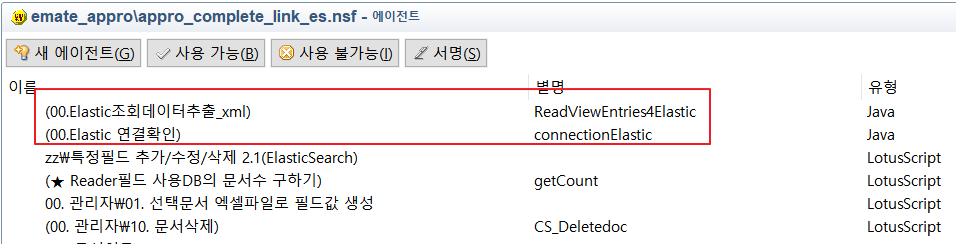 emate_appro\appro_complete_link_es.nsf - 에이전트
새 에이전트(G) 사용 가능(B) 사용 불가능(I) 서명(S)
이름 별명 유형
(00.Elastic조회데이터추출_xml) ReadViewEntries4Elastic Java
(00.Elastic 연결확인) connectionElastic Java
zz₩특정필드 추가/수정/삭제 2.1(ElasticSearch) LotusScript
(★ Reader필드 사용DB의 문서수 구하기) getCount LotusScript
00. 관리자₩01. 선택문서 엑셀파일로 필드값 생성 LotusScript
(00. 관리자₩10. 문서삭제) CS_Deletedoc LotusScript